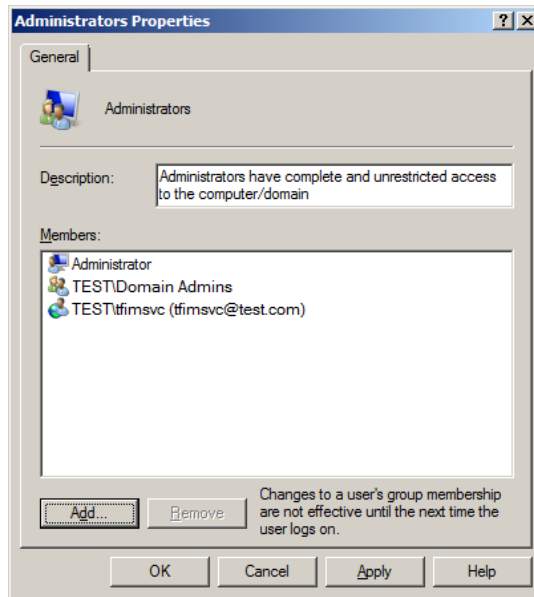 Administrators Properties
? X
General
Administrators
Description:
Administrators have complete and unrestricted access
to the computer/domain
Members:
Administrator
TEST\Domain Admins
TEST\tfimsvc (tfimsvc@test.com)
Add...
Remove
Changes to a user's group membership
are not effective until the next time the
user logs on.
OK
Cancel
Apply
Help